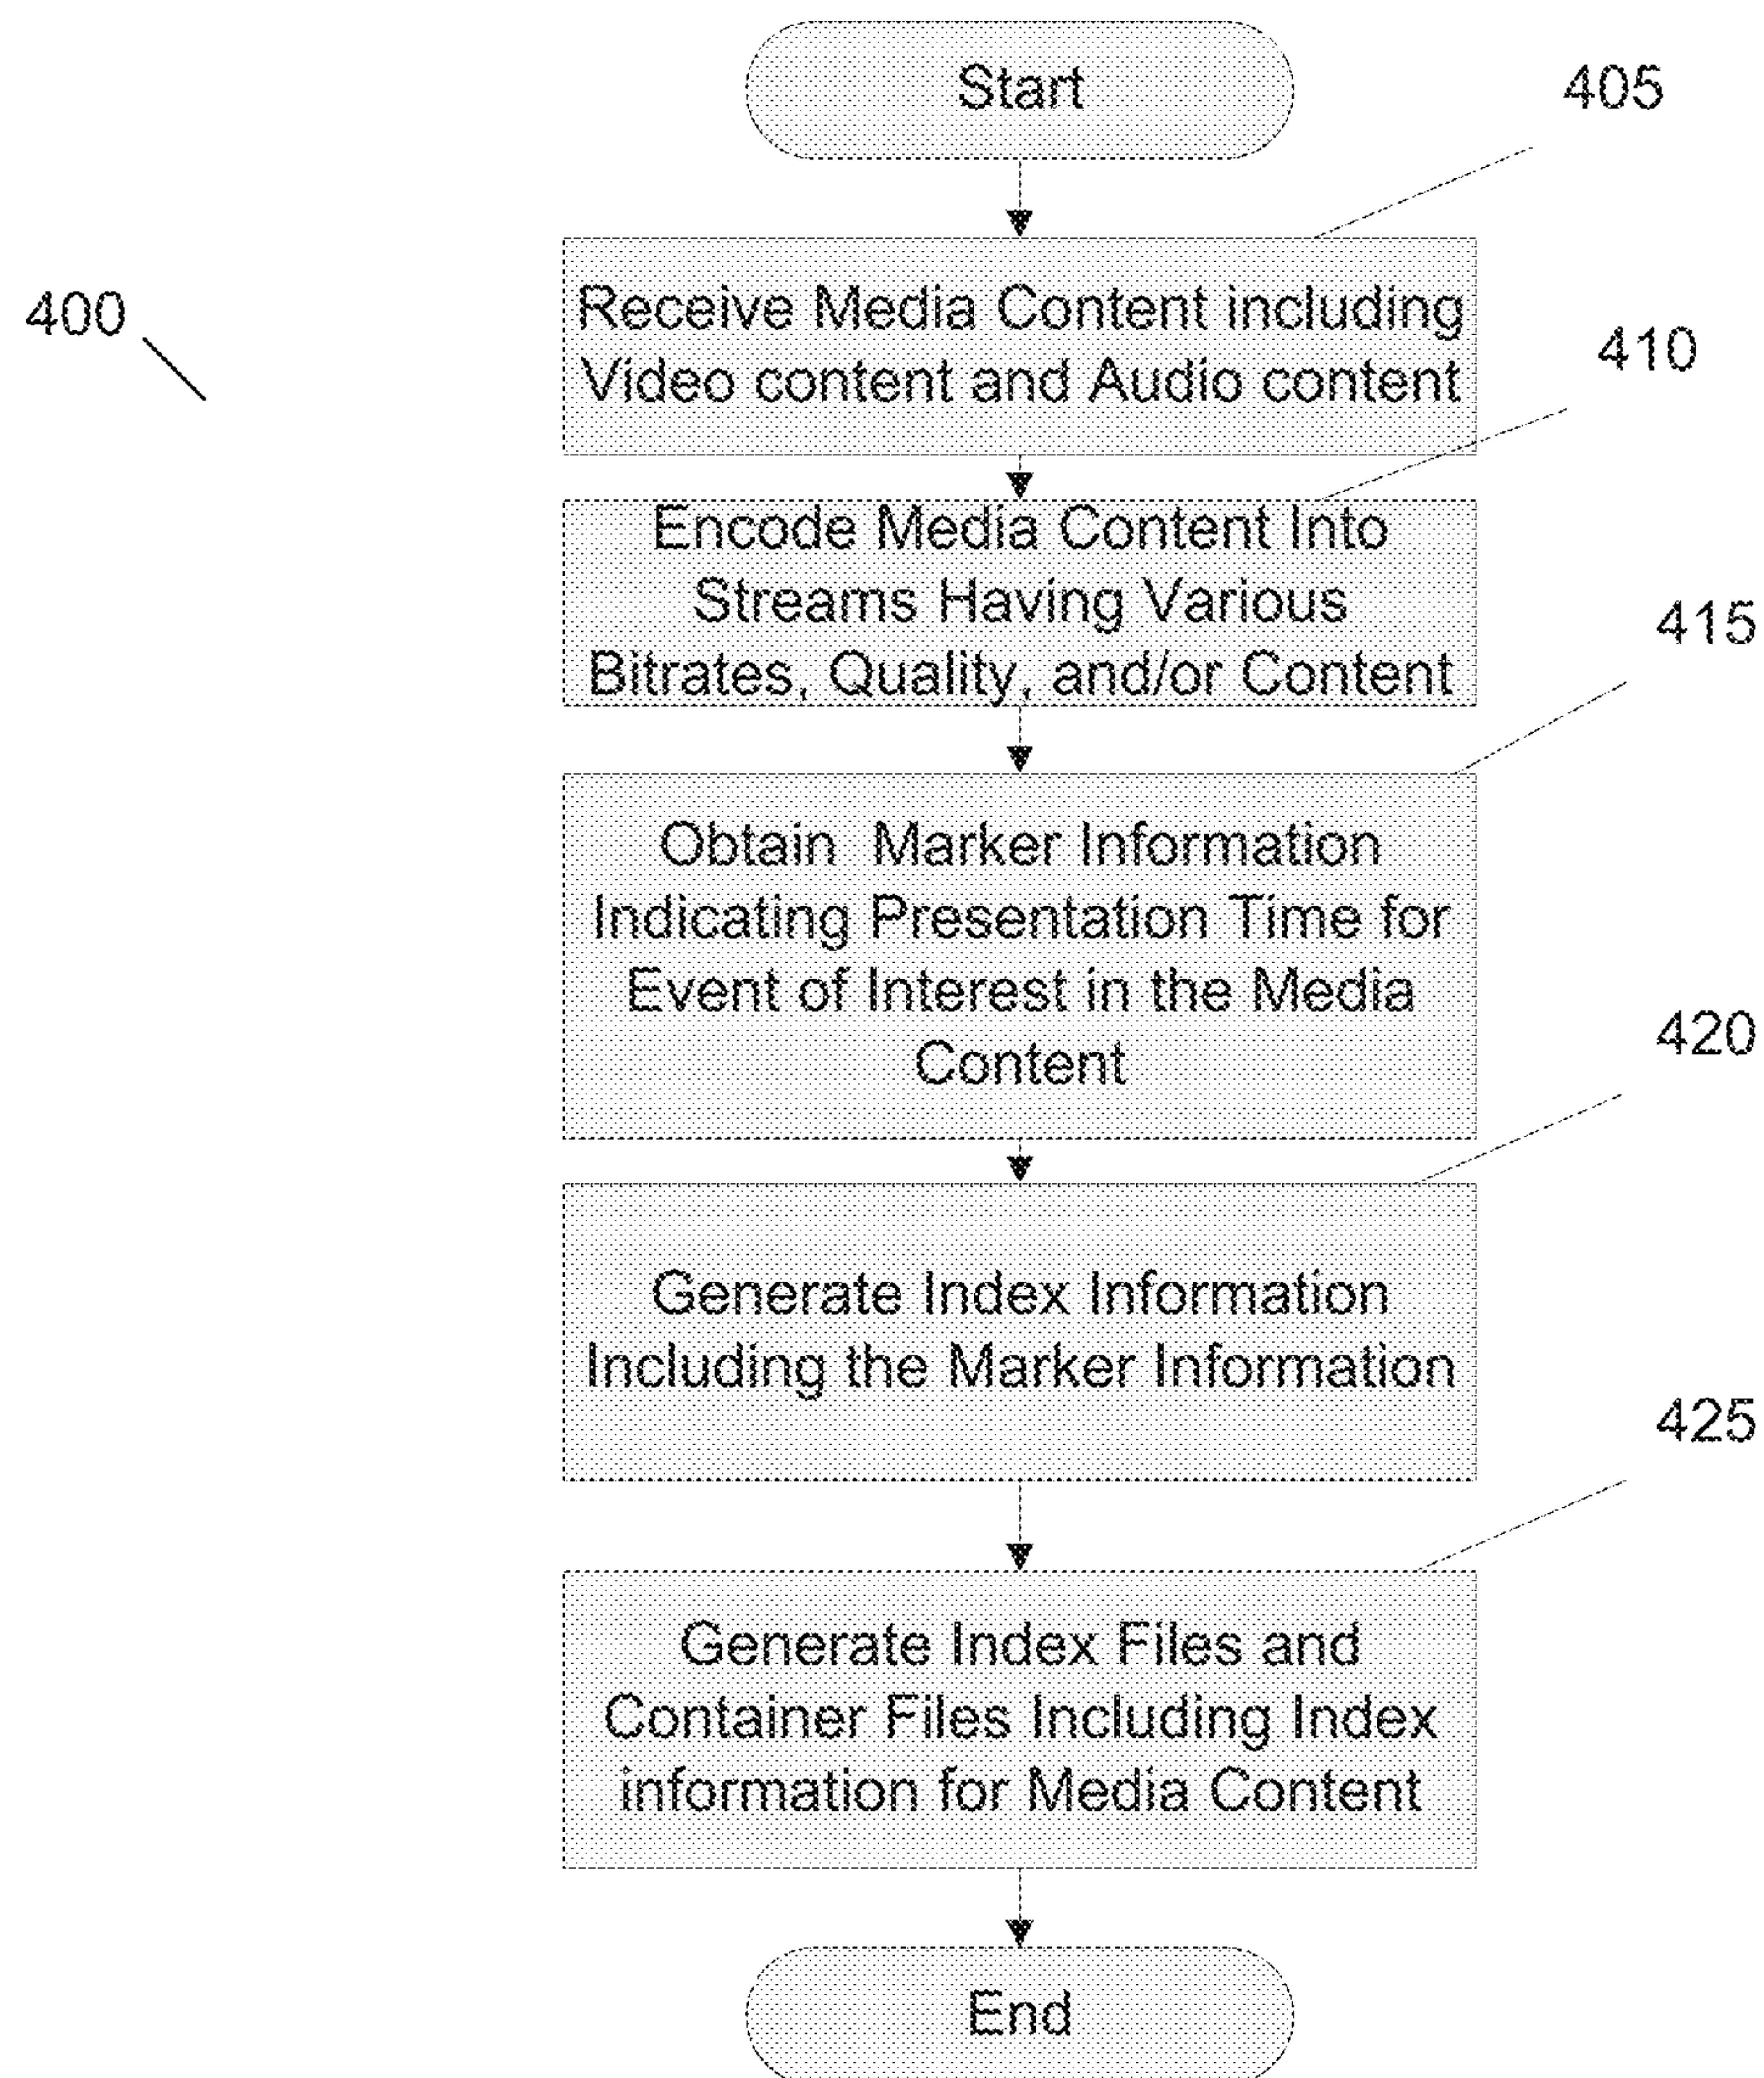 Start
405
Receive Media Content including
Video content and Audio content
400
410
Encode Media Content Into
Streams Having Various
Bitrates, Quality, and/or Content
415
Obtain Marker Information
Indicating Presentation Time for
Event of Interest in the Media
Content
420
Generate Index Information
Including the Marker Information
425
Generate Index Files and
Container Files Including Index
information for Media Content
End